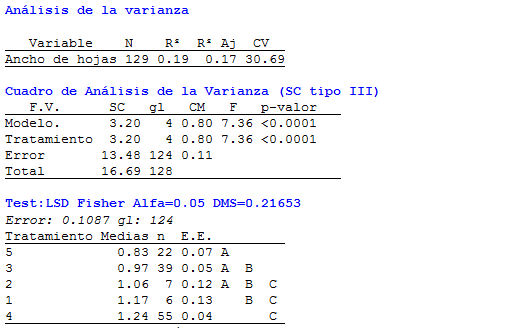 Análisis de la varianza
Variable N R² R² Aj CV
Ancho de hojas 129 0.19 0.17 30.69
Cuadro de Análisis de la Varianza (SC tipo III)
F.V. SC gl CM F p-valor
Modelo. 3.20 4 0.80 7.36 <0.0001
Tratamiento 3.20 4 0.80 7.36 <0.0001
Error 13.48 124 0.11
Total 16.69 128
Test:LSD Fisher Alfa=0.05 DMS=0.21653
Error: 0.1087 gl: 124
Tratamiento Medias n E.E.
5 0.83 22 0.07 A
3 0.97 39 0.05 A B
2 1.06 7 0.12 A B C
1 1.17 6 0.13 B C
4 1.24 55 0.04 C